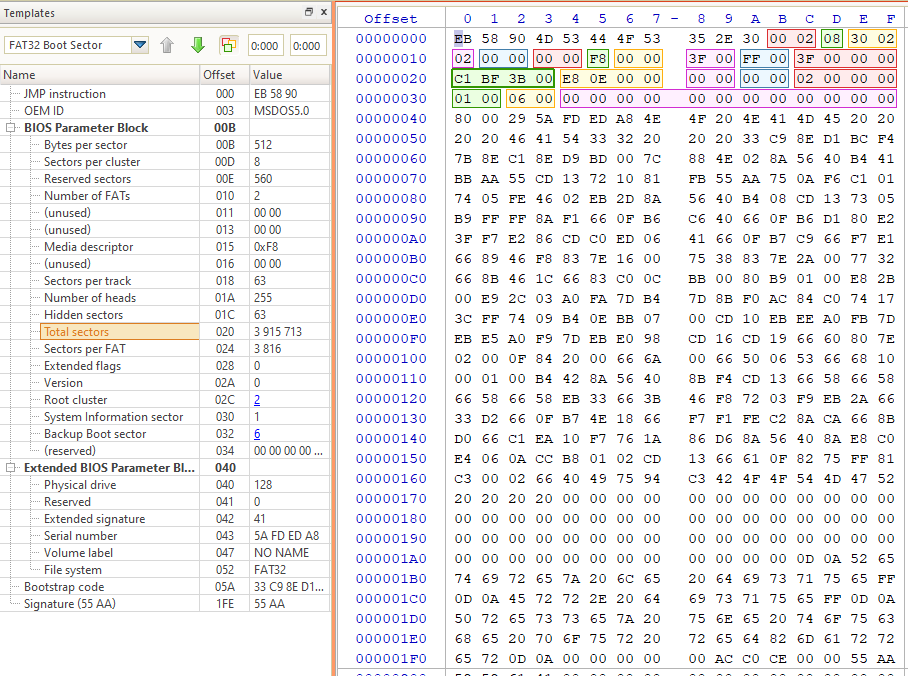 Templates
FAT32 Boot Sector 0:000 0:000
Name Offset Value
JMP instruction 000 EB 58 90
OEM ID 003 MSDOS5.0
BIOS Parameter Block 00B
Bytes per sector 00B 512
Sectors per cluster 00D 8
Reserved sectors 00E 560
Number of FATs 010 2
(unused) 011 00 00
(unused) 013 00 00
Media descriptor 015 0xF8
(unused) 016 00 00
Sectors per track 018 63
Number of heads 01A 255
Hidden sectors 01C 63
Total sectors 020 3 915 713
Sectors per FAT 024 3 816
Extended flags 028 0
Version 02A 0
Root cluster 02C 2
System Information sector 030 1
Backup Boot sector 032 6
(reserved) 034 00 00 00 00 ...
Extended BIOS Parameter Bl... 040
Physical drive 040 128
Reserved 041 0
Extended signature 042 41
Serial number 043 5A FD ED A8
Volume label 047 NO NAME
File system 052 FAT32
Bootstrap code 05A 33 C9 8E D1...
Signature (55 AA) 1FE 55 AA
Offset 0 1 2 3 4 5 6 7 - 8 9 A B C D E F
00000000 EB 58 90 4D 53 44 4F 53 35 2E 30 00 02 08 30 02
00000010 02 00 00 00 00 F8 00 00 3F 00 FF 00 3F 00 00 00
00000020 C1 BF 3B 00 E8 0E 00 00 00 00 00 00 02 00 00 00
00000030 01 00 06 00 00 00 00 00 00 00 00 00 00 00 00 00
00000040 80 00 29 5A FD ED A8 4E 4F 20 4E 41 4D 45 20 20
00000050 20 20 46 41 54 33 32 20 20 20 33 C9 8E D1 BC F4
00000060 7B 8E C1 8E D9 BD 00 7C 88 4E 02 8A 56 40 B4 41
00000070 BB AA 55 CD 13 72 10 81 FB 55 AA 75 0A F6 C1 01
00000080 74 05 FE 46 02 EB 2D 8A 56 40 B4 08 CD 13 73 05
00000090 B9 FF FF 8A F1 66 0F B6 C6 40 66 0F B6 D1 80 E2
000000A0 3F F7 E2 86 CD C0 ED 06 41 66 0F B7 C9 66 F7 E1
000000B0 66 89 46 F8 83 7E 16 00 75 38 83 7E 2A 00 77 32
000000C0 66 8B 46 1C 66 83 C0 0C BB 00 80 B9 01 00 E8 2B
000000D0 00 E9 2C 03 A0 FA 7D B4 7D 8B F0 AC 84 C0 74 17
000000E0 3C FF 74 09 B4 0E BB 07 00 CD 10 EB EE A0 FB 7D
000000F0 EB E5 A0 F9 7D EB E0 98 CD 16 CD 19 66 60 80 7E
00000100 02 00 0F 84 20 00 66 6A 00 66 50 06 53 66 68 10
00000110 00 01 00 B4 42 8A 56 40 8B F4 CD 13 66 58 66 58
00000120 66 58 66 58 EB 33 66 3B 46 F8 72 03 F9 EB 2A 66
00000130 33 D2 66 0F B7 4E 18 66 F7 F1 FE C2 8A CA 66 8B
00000140 D0 66 C1 EA 10 F7 76 1A 86 D6 8A 56 40 8A E8 C0
00000150 E4 06 0A CC B8 01 02 CD 13 66 61 0F 82 75 FF 81
00000160 C3 00 02 66 40 49 75 94 C3 42 4F 4F 54 4D 47 52
00000170 20 20 20 20 00 00 00 00 00 00 00 00 00 00 00 00
00000180 00 00 00 00 00 00 00 00 00 00 00 00 00 00 00 00
00000190 00 00 00 00 00 00 00 00 00 00 00 00 00 00 00 00
000001A0 00 00 00 00 00 00 00 00 00 00 00 00 0D 0A 52 65
000001B0 74 69 72 65 7A 20 6C 65 20 64 69 73 71 75 65 FF
000001C0 0D 0A 45 72 72 2E 20 64 69 73 71 75 65 FF 0D 0A
000001D0 50 72 65 73 73 65 7A 20 75 6E 65 20 74 6F 75 63
000001E0 68 65 20 70 6F 75 72 20 72 65 64 82 6D 61 72 72
000001F0 65 72 0D 0A 00 00 00 00 00 AC C0 CE 00 00 55 AA